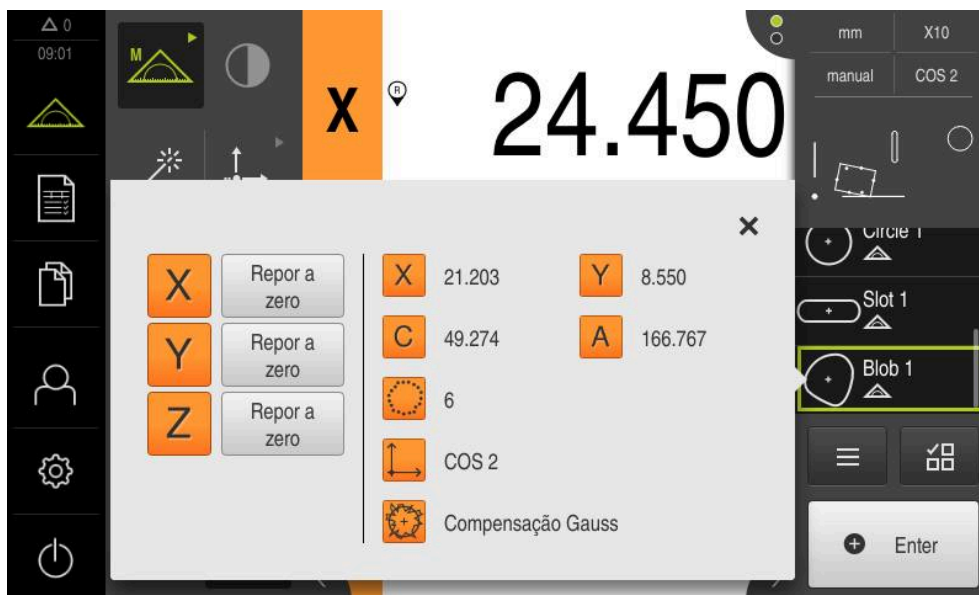 0
09:01
M
X
R
24.450
mm
X10
manual
COS 2
Circle 1
Slot 1
Blob 1
X
Repor a
zero
Y
Repor a
zero
Z
Repor a
zero
X
21.203
Y
8.550
C
49.274
A
166.767
6
COS 2
Compensação Gauss
Enter